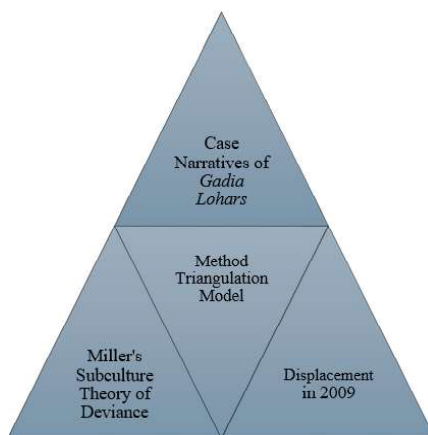 Case
Narratives of
Gadia
Lohars
Method
Triangulation
Model
Miller's
Subculture
Theory of
Deviance
Displacement
in 2009